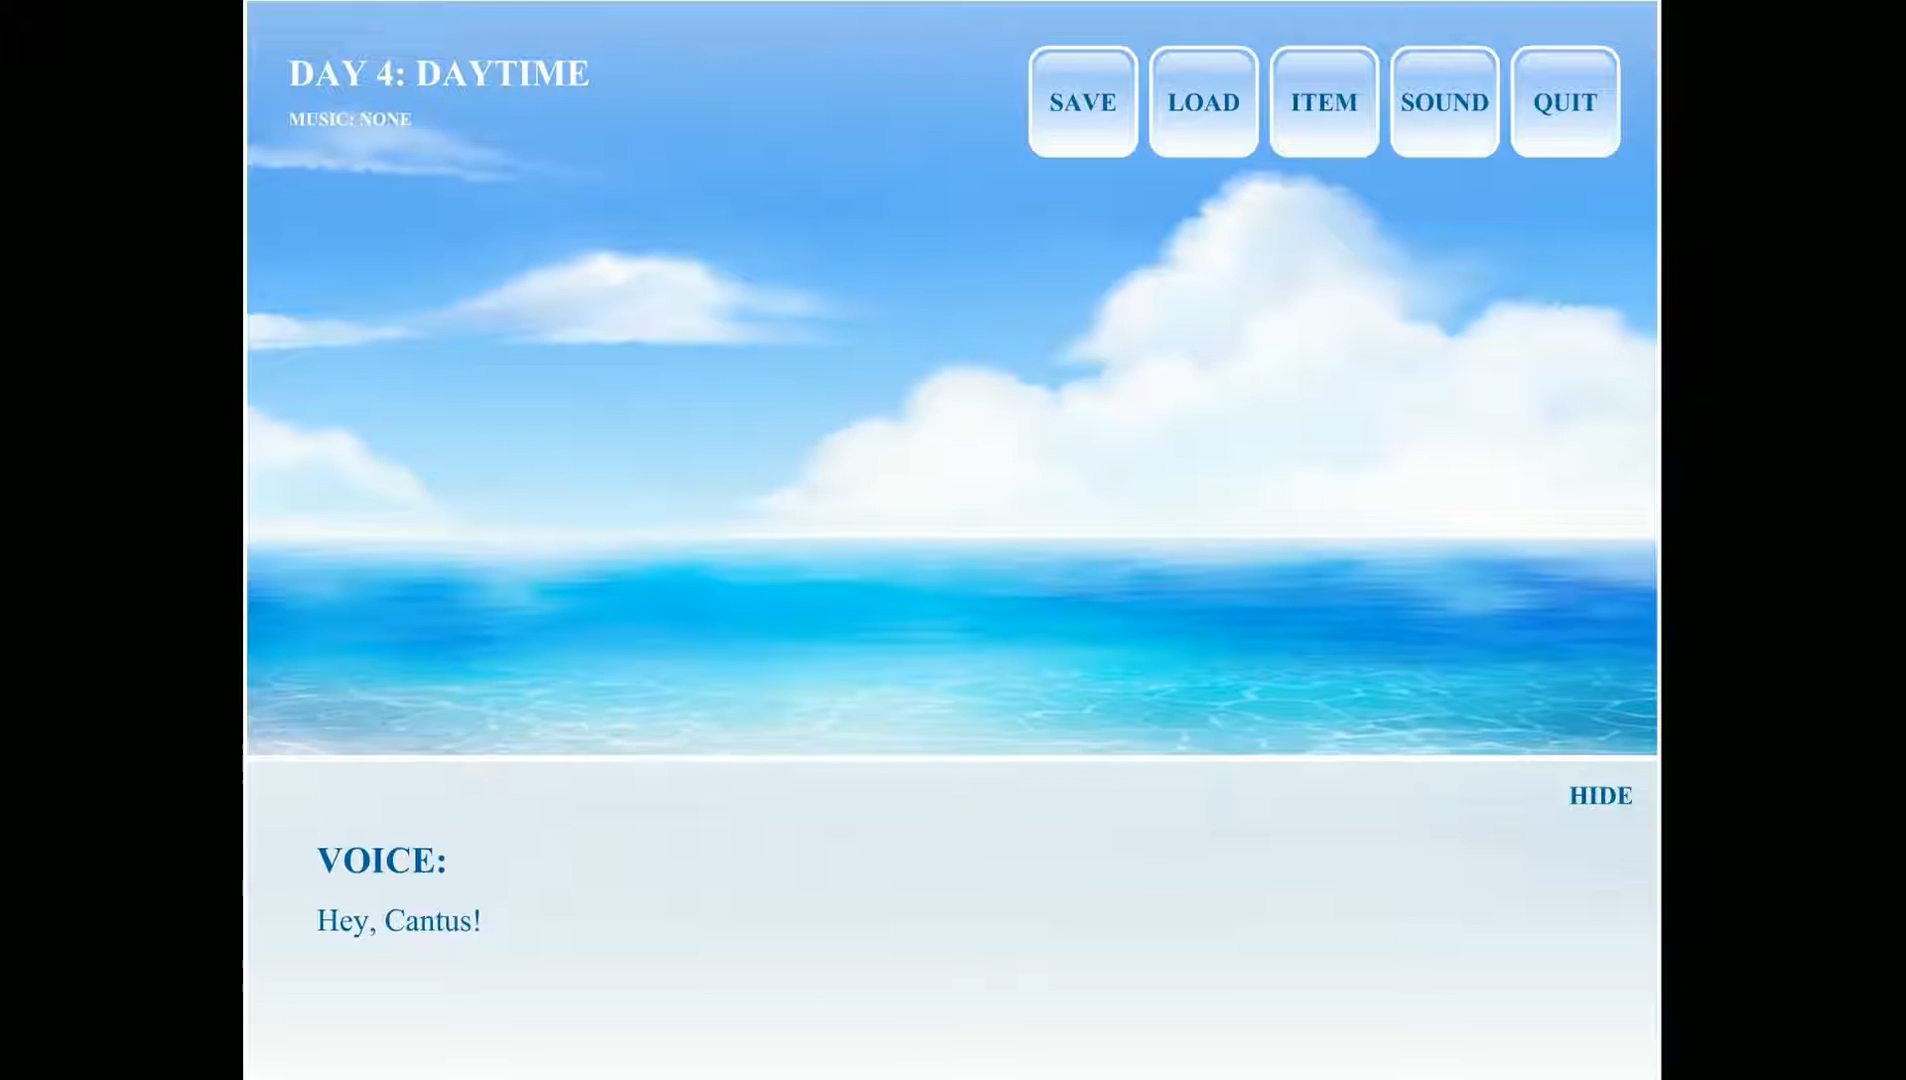 DAY 4: DAYTIME
MUSIC: NONE
SAVE
LOAD
ITEM
SOUND
QUIT
HIDE
VOICE:
Hey, Cantus!